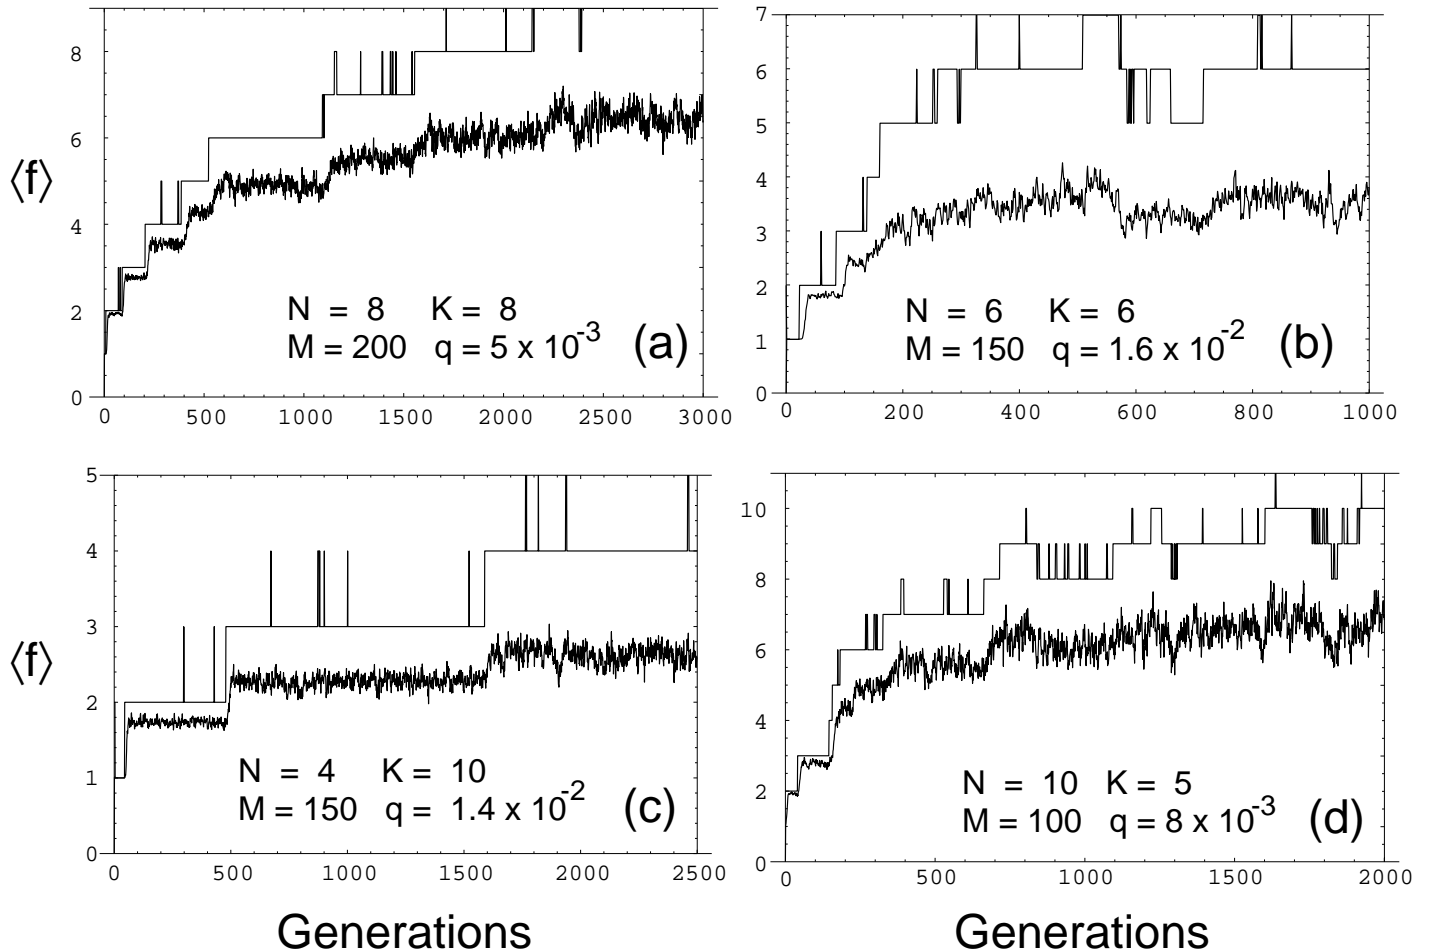 8
6
4
2
0
⟨f⟩
N = 8 K = 8
M = 200 q = 5 x 10^-3 (a)
0 500 1000 1500 2000 2500 3000
7
6
5
4
3
2
1
0
N = 6 K = 6
M = 150 q = 1.6 x 10^-2 (b)
0 200 400 600 800 1000
5
4
3
2
1
0
⟨f⟩
N = 4 K = 10
M = 150 q = 1.4 x 10^-2 (c)
0 500 1000 1500 2000 2500
Generations
10
8
6
4
2
0
N = 10 K = 5
M = 100 q = 8 x 10^-3 (d)
0 500 1000 1500 2000
Generations